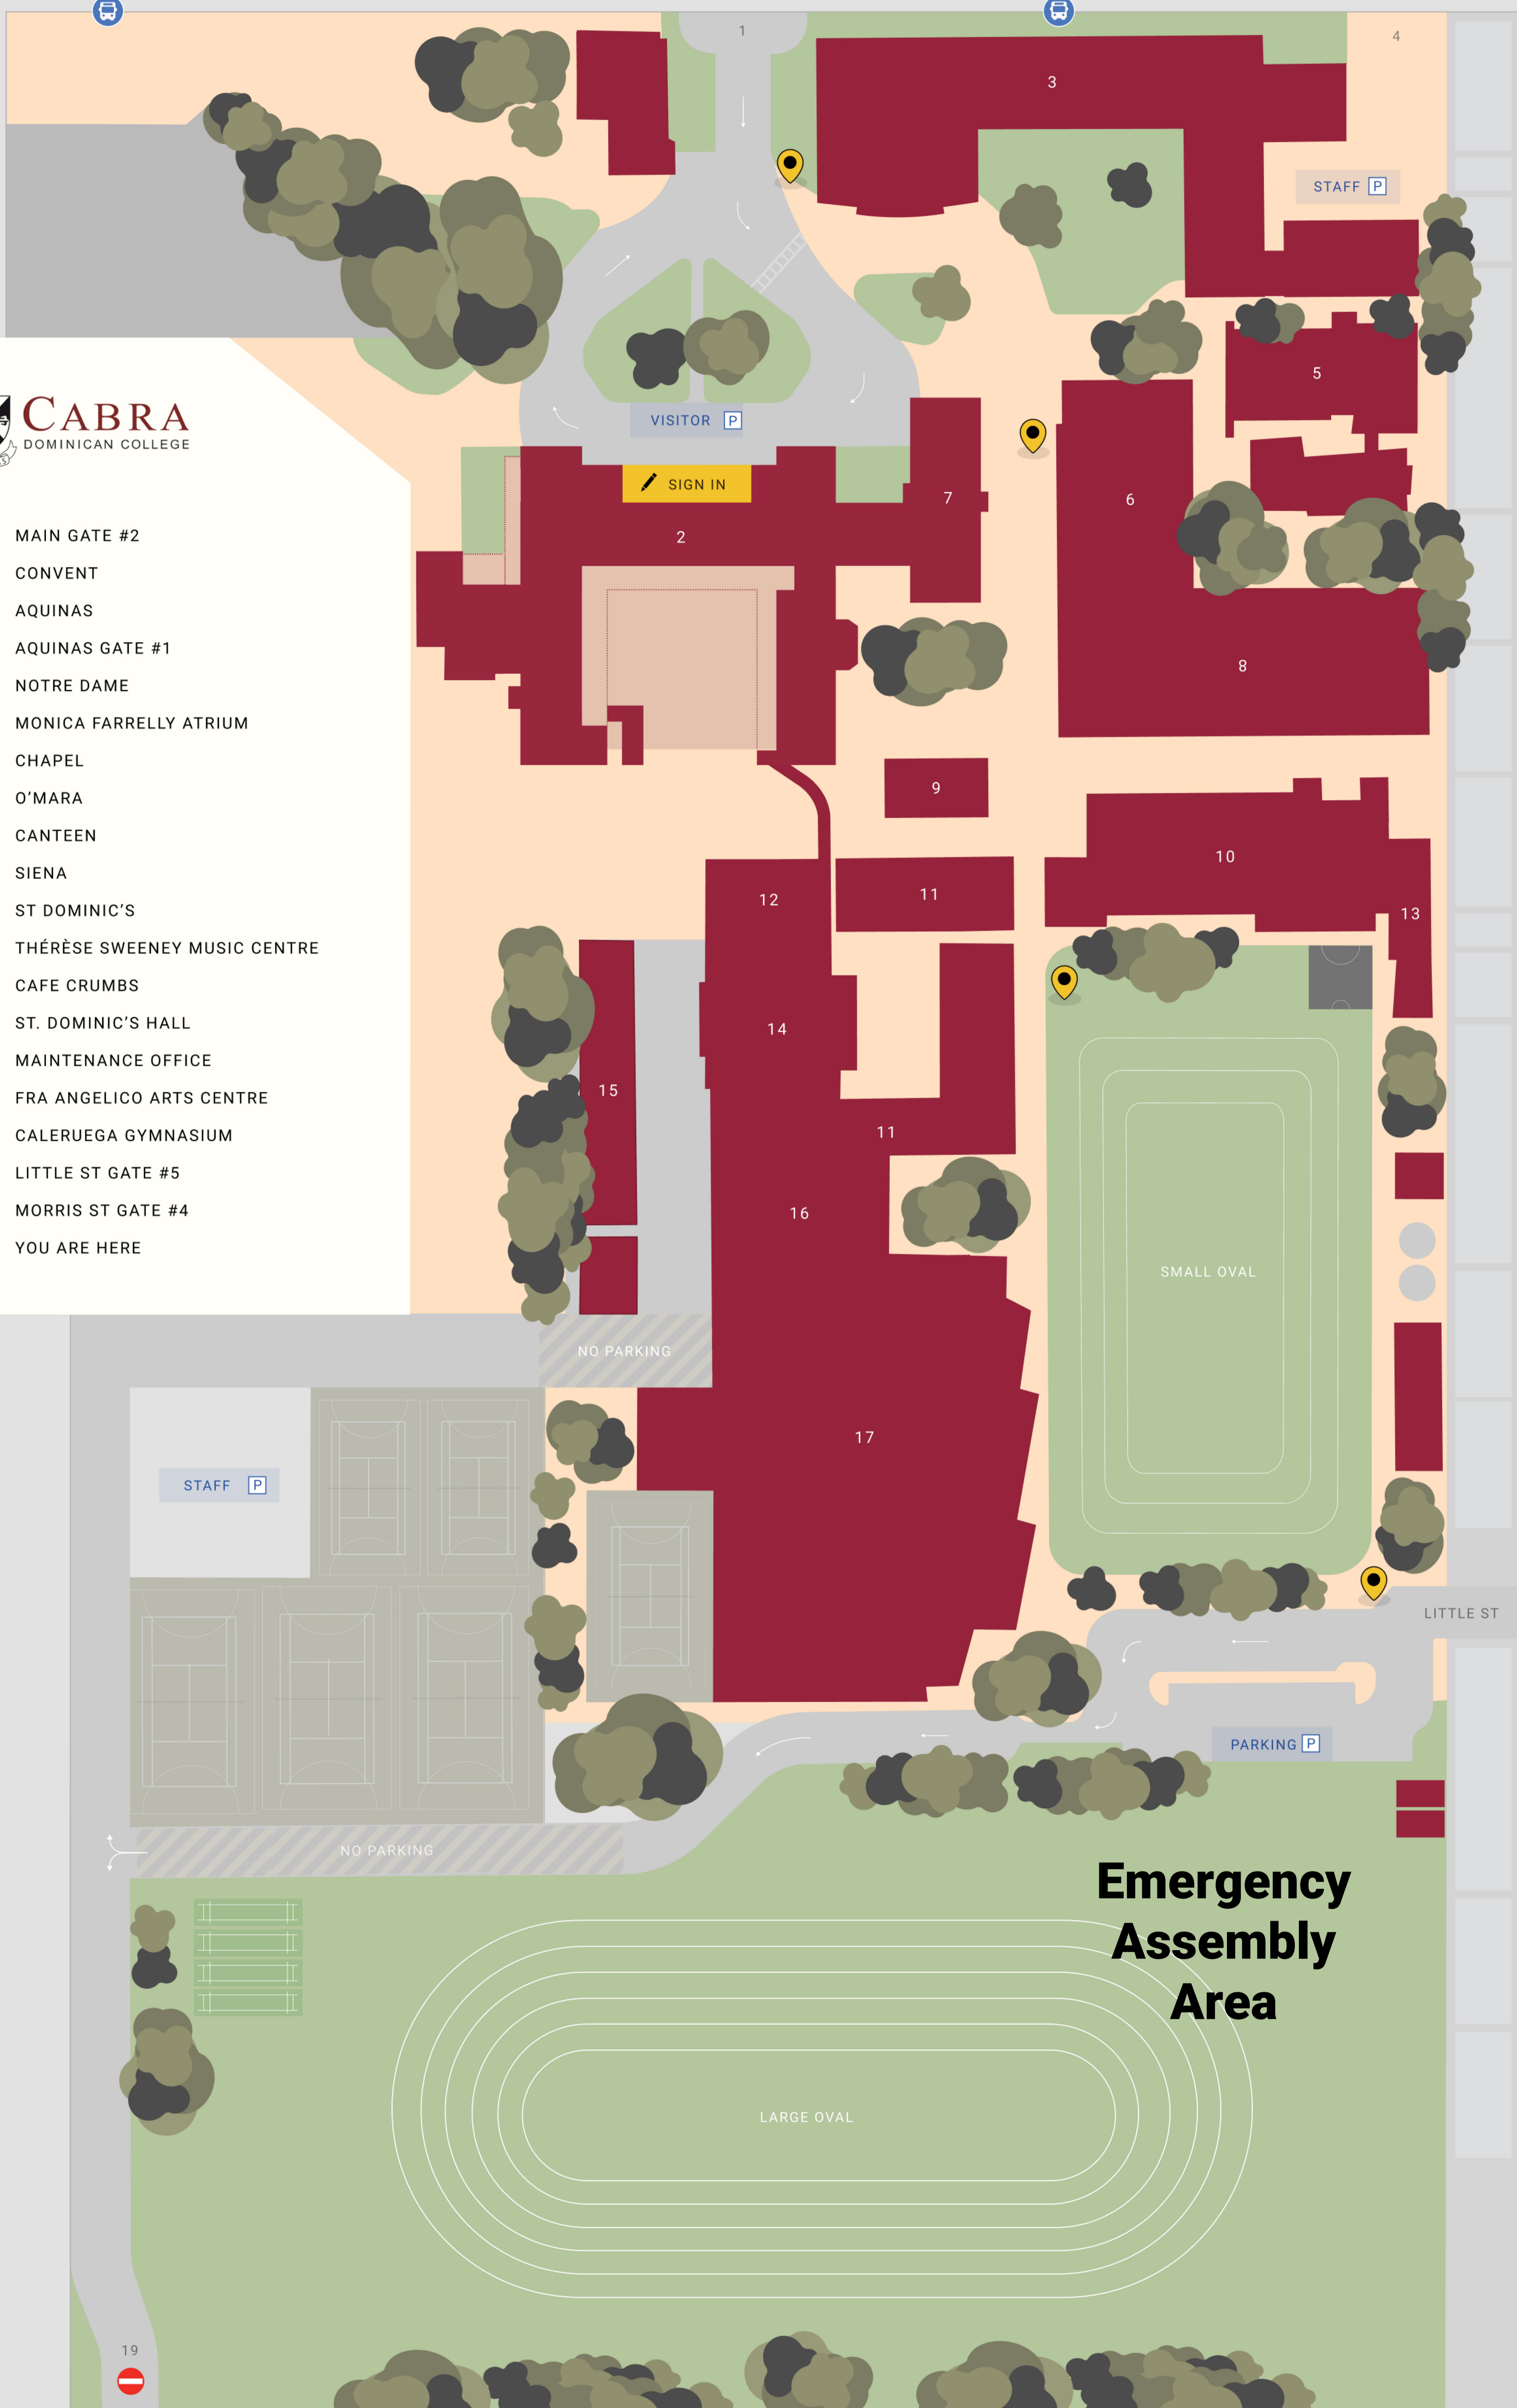 1
3
4
STAFF P
5
CABRA
DOMINICAN COLLEGE
VISITOR P
SIGN IN
2
7
6
8
MAIN GATE #2
CONVENT
AQUINAS
AQUINAS GATE #1
NOTRE DAME
MONICA FARRELLY ATRIUM
CHAPEL
O’MARA
CANTEEN
SIENA
ST DOMINIC’S
THÉRÈSE SWEENEY MUSIC CENTRE
CAFE CRUMBS
ST. DOMINIC’S HALL
MAINTENANCE OFFICE
FRA ANGELICO ARTS CENTRE
CALERUEGA GYMNASIUM
LITTLE ST GATE #5
MORRIS ST GATE #4
YOU ARE HERE
9
10
12
11
13
14
15
11
16
SMALL OVAL
NO PARKING
17
STAFF P
LITTLE ST
PARKING P
NO PARKING
Emergency
Assembly
Area
LARGE OVAL
19